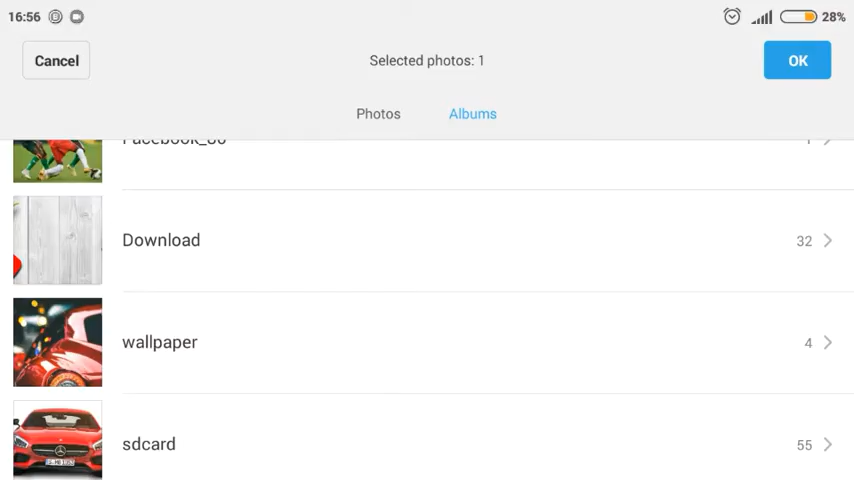 16:56
28%
Cancel
Selected photos: 1
OK
Photos
Albums
Download
32
wallpaper
4
sdcard
55